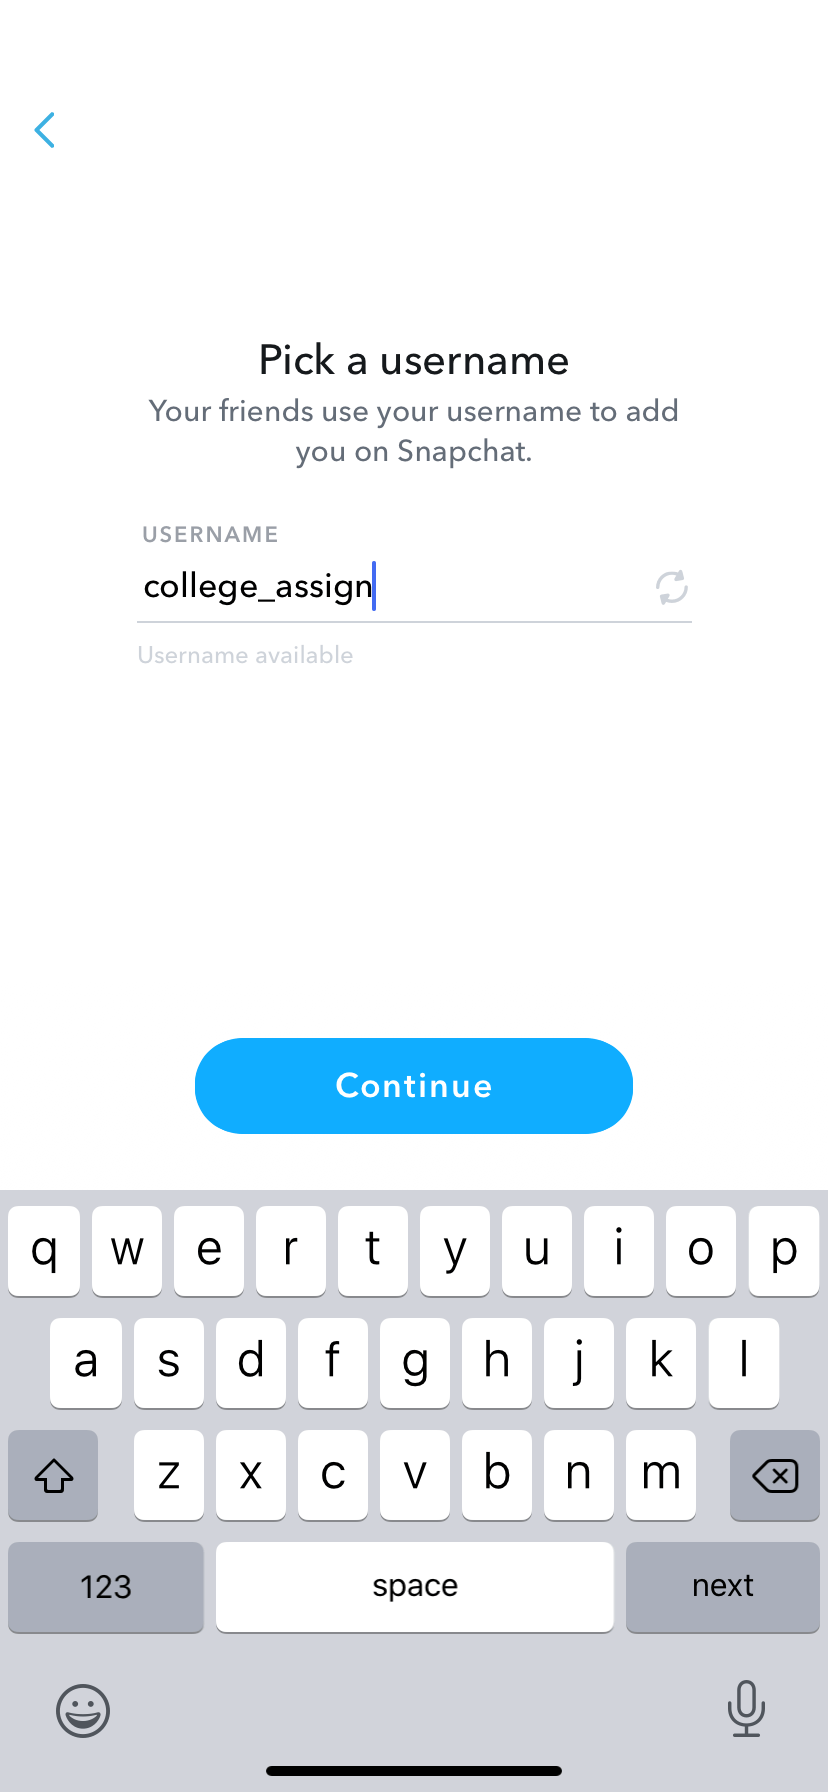 Pick a username
Your friends use your username to add
you on Snapchat.
USERNAME
college_assign
Username available
Continue
q w e r t y u i o p
a s d f g h j k l
z x c v b n m
123 space next